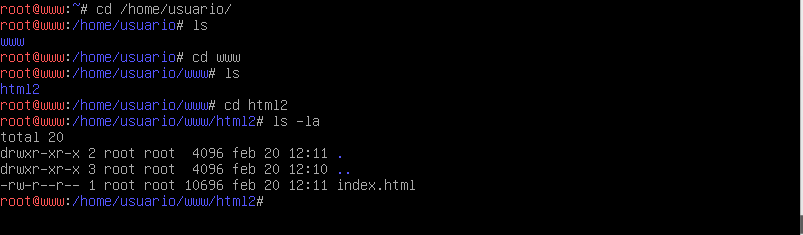 root@www:~# cd /home/usuario/
root@www:/home/usuario# ls
www
root@www:/home/usuario# cd www
root@www:/home/usuario/www# ls
html2
root@www:/home/usuario/www# cd html2
root@www:/home/usuario/www/html2# ls -la
total 20
drwxr-xr-x 2 root root  4096 feb 20 12:11 .
drwxr-xr-x 3 root root  4096 feb 20 12:10 ..
-rw-r--r-- 1 root root 10696 feb 20 12:11 index.html
root@www:/home/usuario/www/html2#